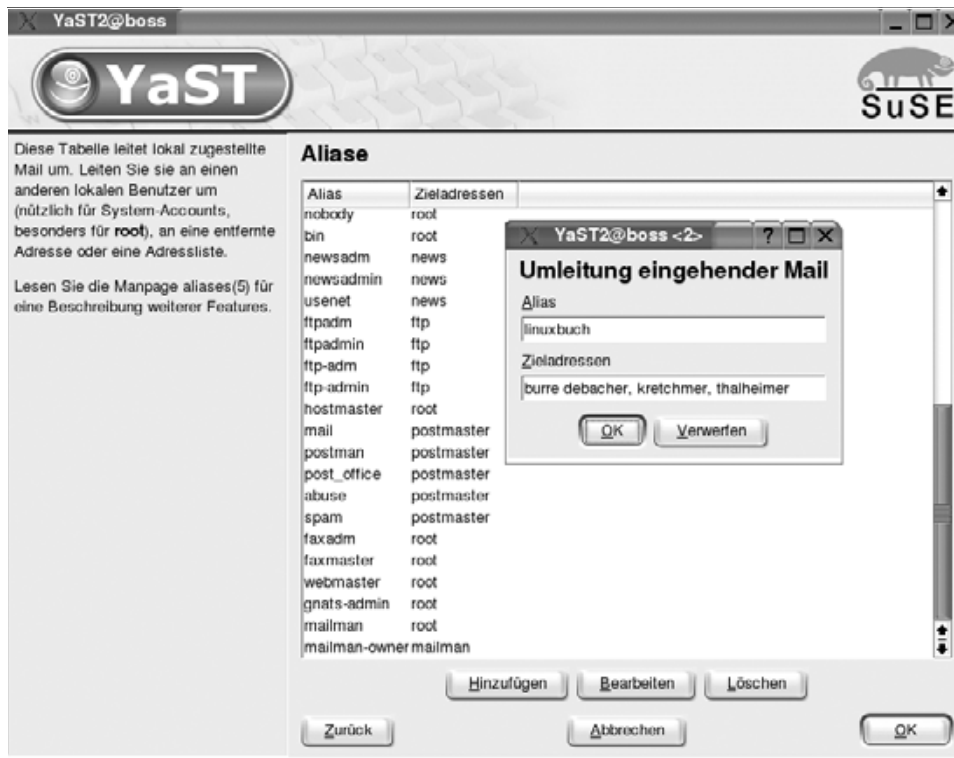 YaST2@boss
YaST
SuSE
Diese Tabelle leitet lokal zugestellte
Mail um. Leiten Sie sie an einen
anderen lokalen Benutzer um
(nützlich für System-Accounts,
besonders für root), an eine entfernte
Adresse oder eine Adressliste.
Lesen Sie die Manpage aliases(5) für
eine Beschreibung weiterer Features.
Aliase
Alias Zieladressen
nobody root
bin root
newsadm news
newsadmin news
usenet news
ftpadm ftp
ftpadmin ftp
ftp-adm ftp
ftp-admin ftp
hostmaster root
mail postmaster
postman postmaster
post_office postmaster
abuse postmaster
spam postmaster
faxadm root
faxmaster root
webmaster root
gnats-admin root
mailman root
mailman-owner mailman
YaST2@boss <2>
Umleitung eingehender Mail
Alias
linuxbuch
Zieladressen
burre debacher, kretchmer, thalheimer
OK Verwerfen
Hinzufügen Bearbeiten Löschen
Zurück Abbrechen OK